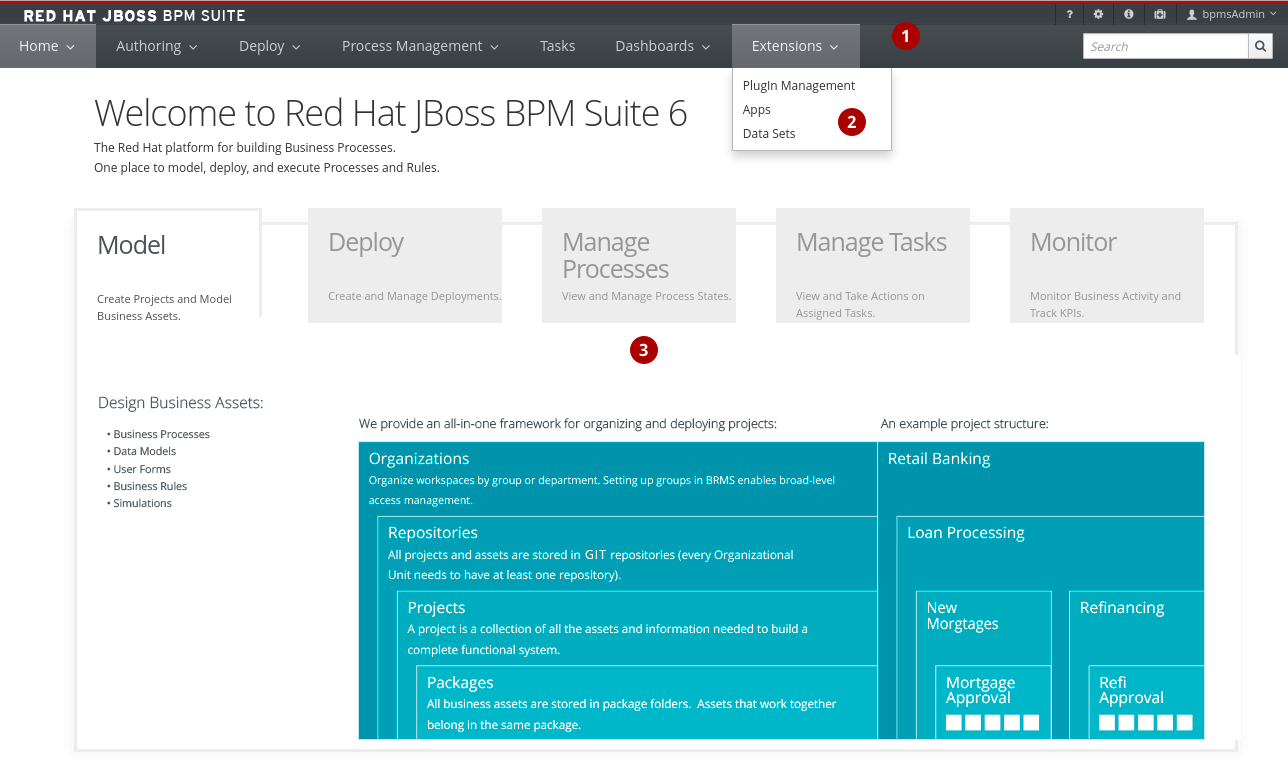 RED HAT JBOSS BPM SUITE
? bpmsAdmin
Home Authoring Deploy Process Management Tasks Dashboards Extensions 1 Search
PlugIn Management
Apps
Data Sets
2
Welcome to Red Hat JBoss BPM Suite 6
The Red Hat platform for building Business Processes.
One place to model, deploy, and execute Processes and Rules.
Model
Create Projects and Model
Business Assets.
Deploy
Create and Manage Deployments.
Manage
Processes
View and Manage Process States.
Manage Tasks
View and Take Actions on
Assigned Tasks.
Monitor
Monitor Business Activity and
Track KPIs.
3
Design Business Assets:
• Business Processes
• Data Models
• User Forms
• Business Rules
• Simulations
We provide an all-in-one framework for organizing and deploying projects:
Organizations
Organize workspaces by group or department. Setting up groups in BRMS enables broad-level
access management.
Repositories
All projects and assets are stored in GIT repositories (every Organizational
Unit needs to have at least one repository).
Projects
A project is a collection of all the assets and information needed to build a
complete functional system.
Packages
All business assets are stored in package folders. Assets that work together
belong in the same package.
An example project structure:
Retail Banking
Loan Processing
New
Morgtages
Mortgage
Approval
Refinancing
Refi
Approval